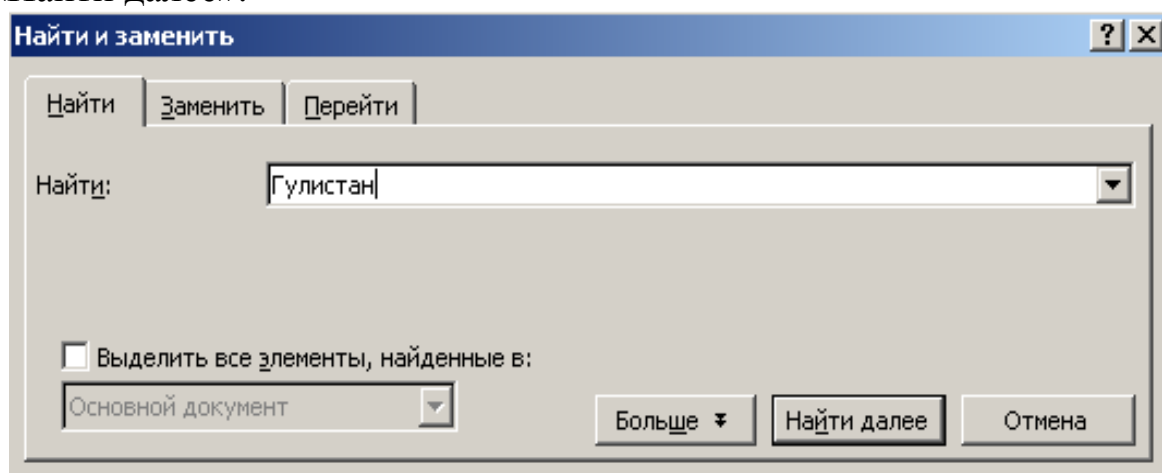 Найти и заменить
Найти Заменить Перейти
Найти: Гулистан
Выделить все элементы, найденные в:
Основной документ
Больше Найти далее Отмена